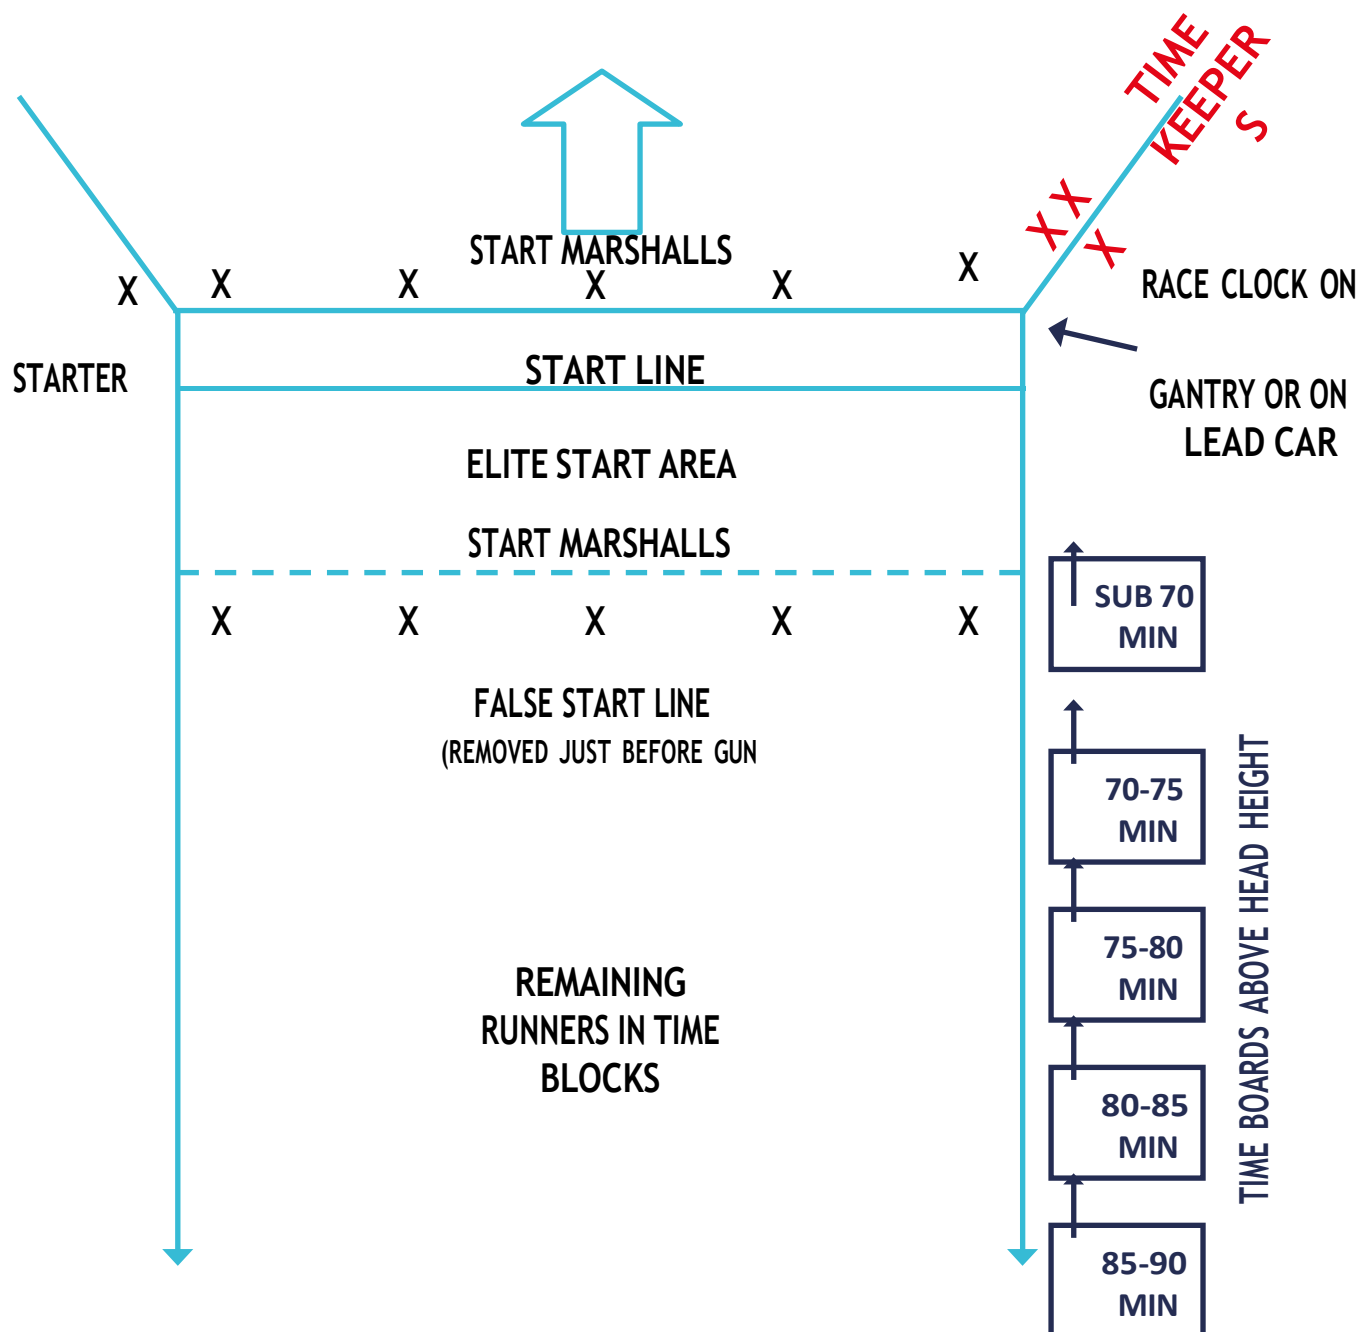 TIME
KEEPER
S
X X
X
START MARSHALLS
X X X X X X
RACE CLOCK ON
STARTER
START LINE
GANTRY OR ON
LEAD CAR
ELITE START AREA
START MARSHALLS
X X X X X
FALSE START LINE
(REMOVED JUST BEFORE GUN
REMAINING
RUNNERS IN TIME
BLOCKS
SUB 70
MIN
70-75
MIN
75-80
MIN
80-85
MIN
85-90
MIN
TIME BOARDS ABOVE HEAD HEIGHT